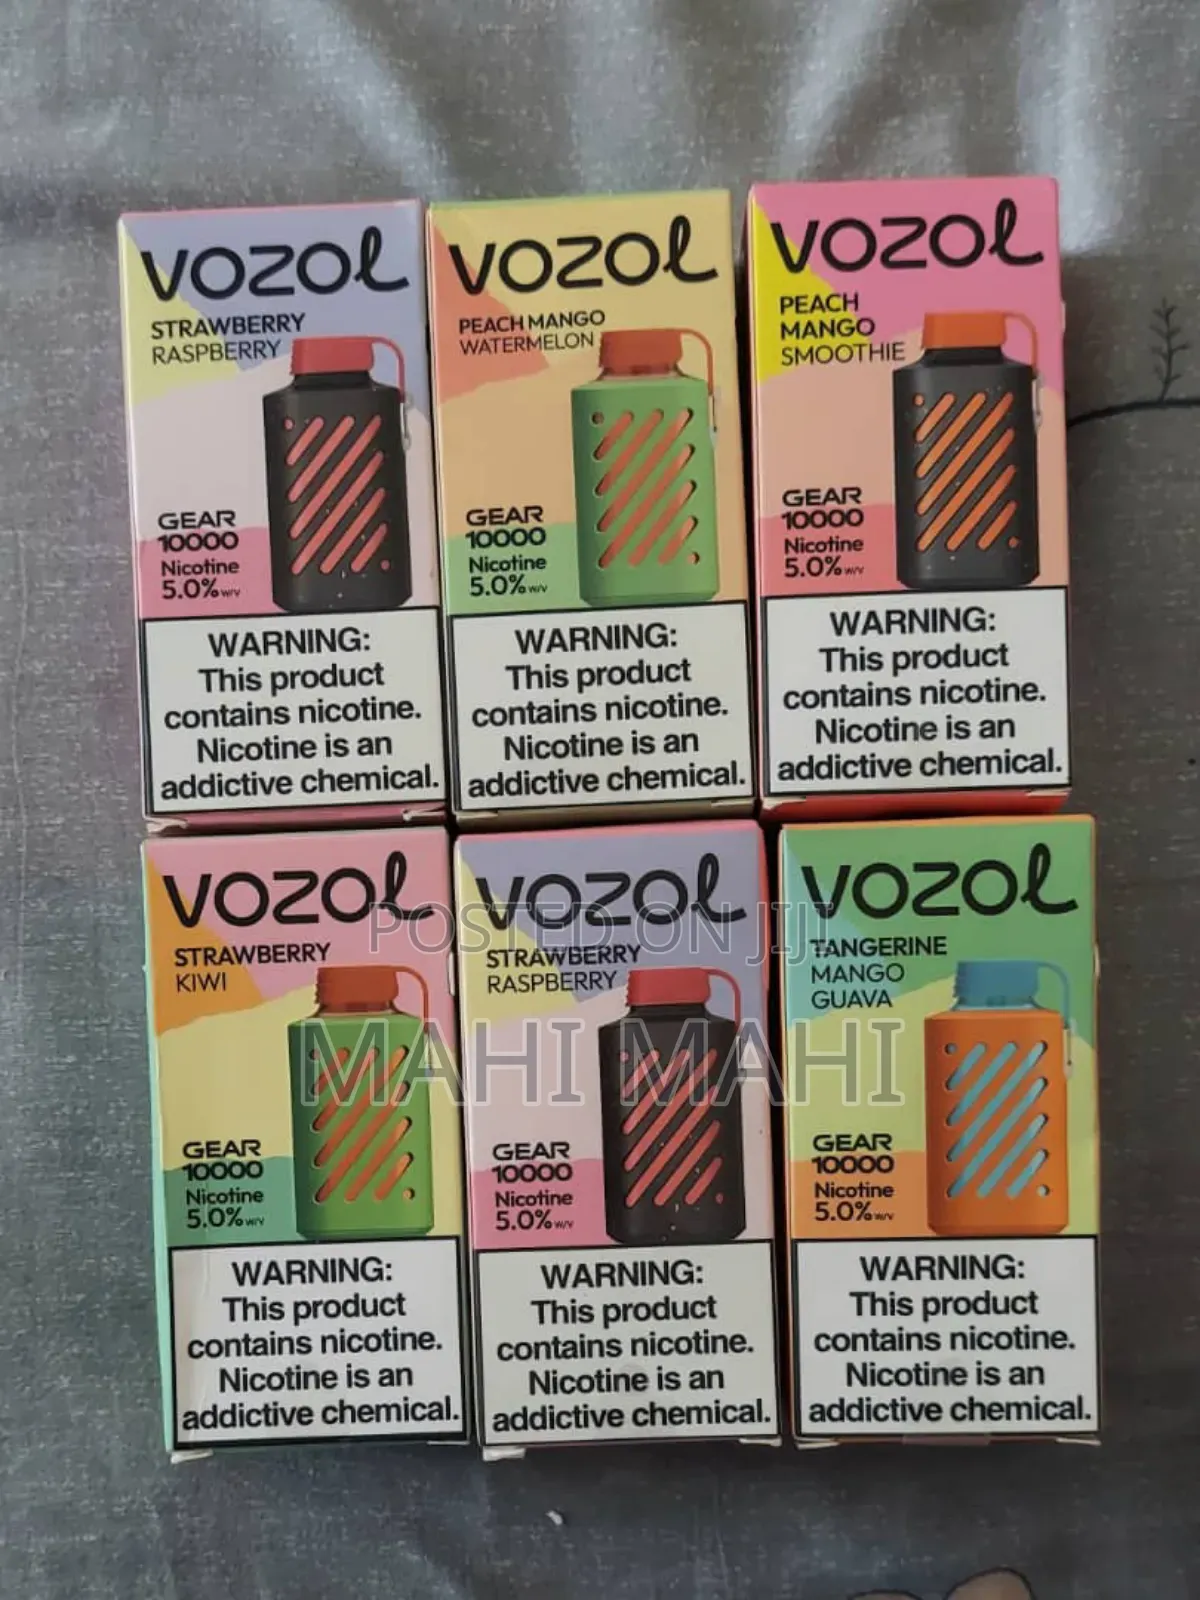 VOZOL
STRAWBERRY
RASPBERRY
GEAR
10000
Nicotine
5.0% w/v
WARNING:
This product
contains nicotine.
Nicotine is an
addictive chemical.
VOZOL
PEACH MANGO
WATERMELON
GEAR
10000
Nicotine
5.0% w/v
WARNING:
This product
contains nicotine.
Nicotine is an
addictive chemical.
VOZOL
PEACH
MANGO
SMOOTHIE
GEAR
10000
Nicotine
5.0% w/v
WARNING:
This product
contains nicotine.
Nicotine is an
addictive chemical.
VOZOL
STRAWBERRY
KIWI
GEAR
10000
Nicotine
5.0% w/v
WARNING:
This product
contains nicotine.
Nicotine is an
addictive chemical.
VOZOL
STRAWBERRY
RASPBERRY
GEAR
10000
Nicotine
5.0% w/v
WARNING:
This product
contains nicotine.
Nicotine is an
addictive chemical.
VOZOL
TANGERINE
MANGO
GUAVA
GEAR
10000
Nicotine
5.0% w/v
WARNING:
This product
contains nicotine.
Nicotine is an
addictive chemical.
POSTED ON JIJI
MAHI MAHI